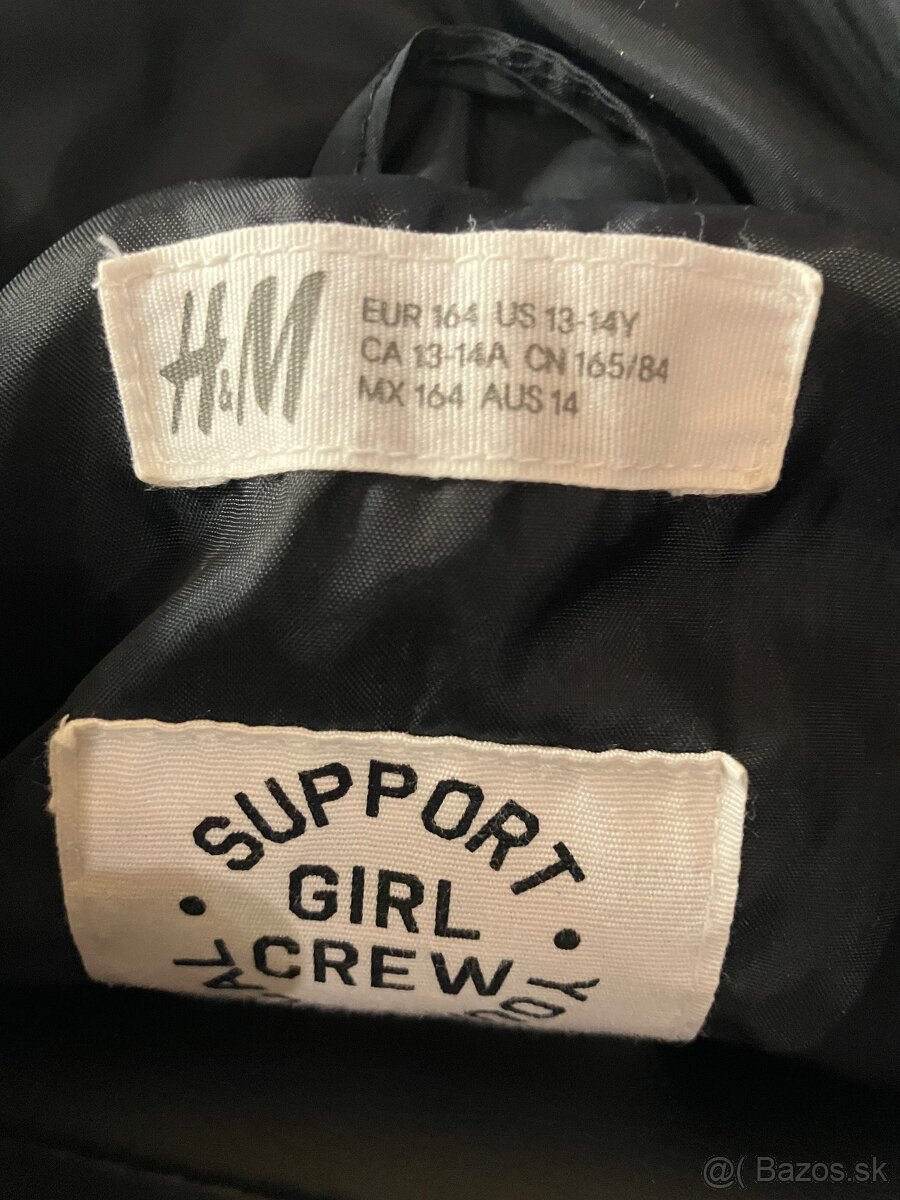 H&M
EUR 164 US 13-14Y
CA 13-14A CN 165/84
MX 164 AUS 14
SUPPORT
GIRL
CREW
@( Bazos.sk